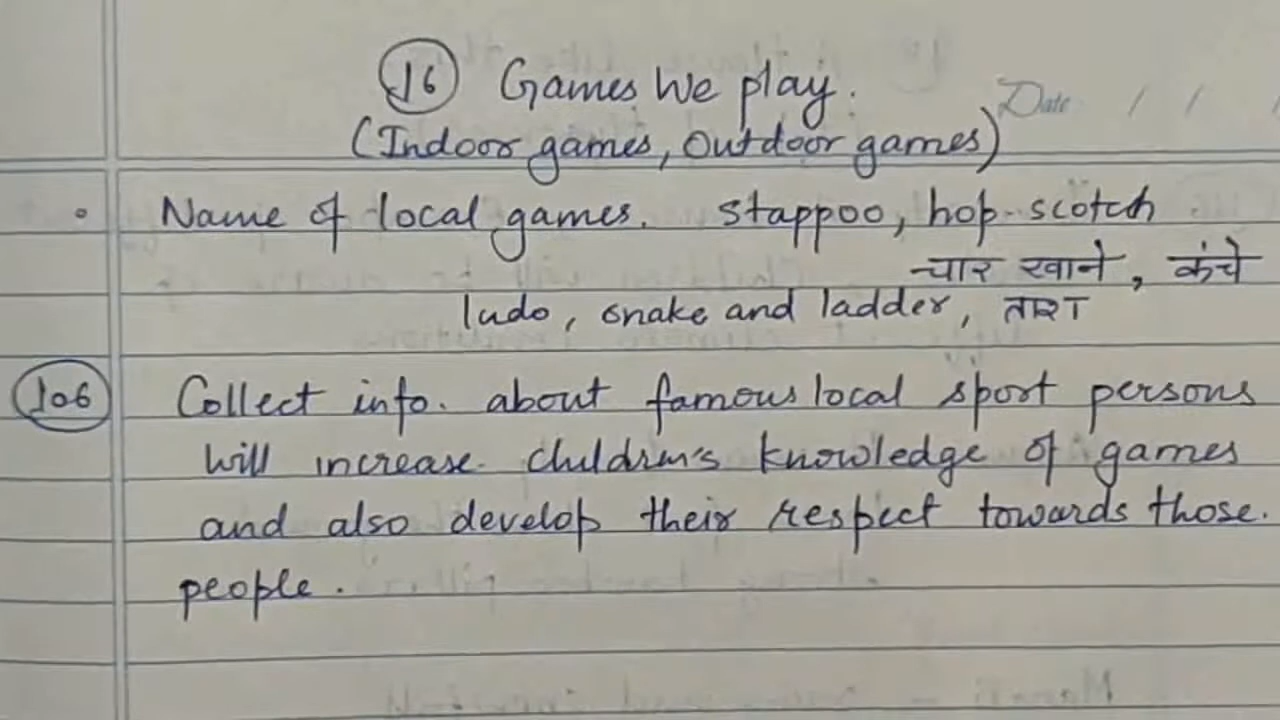 16 Games We play.
Date / /
(Indoor games, Outdoor games)
• Name of local games. stappoo, hop-scotch
चार खाने, कंचे
ludo, snake and ladder, ताश
106 Collect info. about famous local sport persons
will increase children's knowledge of games
and also develop their respect towards those.
people.